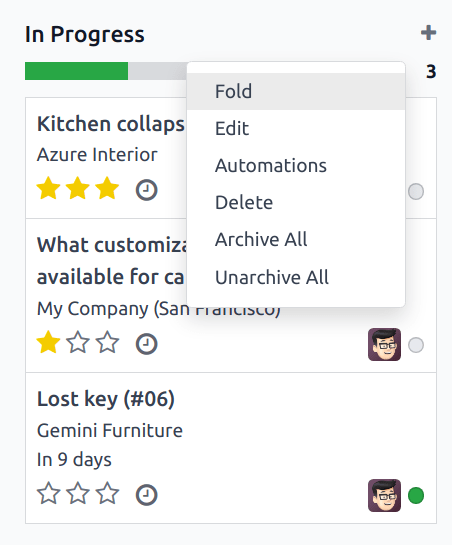 In Progress
3
Fold
Edit
Automations
Delete
Archive All
Unarchive All
Kitchen collaps
Azure Interior
What customiza
available for ca
My Company (San Francisco)
Lost key (#06)
Gemini Furniture
In 9 days